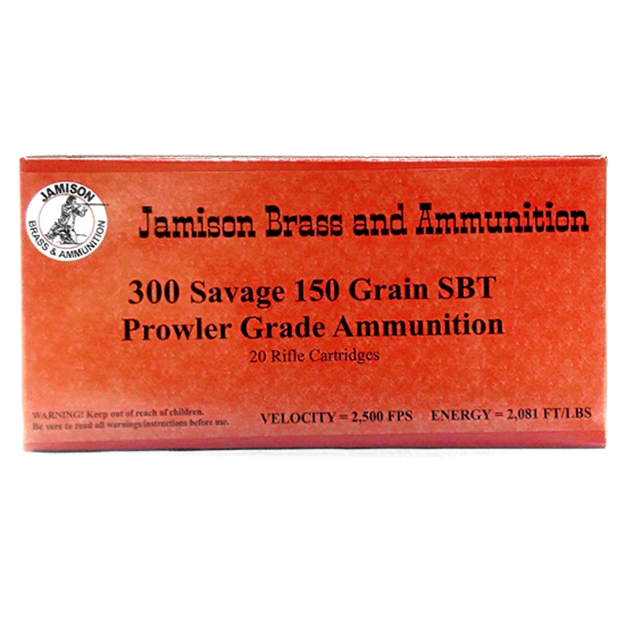 JAMISON
BRASS & AMMUNITION
Jamison Brass and Ammunition
300 Savage 150 Grain SBT
Prowler Grade Ammunition
20 Rifle Cartridges
WARNING! Keep out of reach of children.
Be sure to read all warnings/instructions before use.
VELOCITY = 2,500 FPS ENERGY = 2,081 FT/LBS